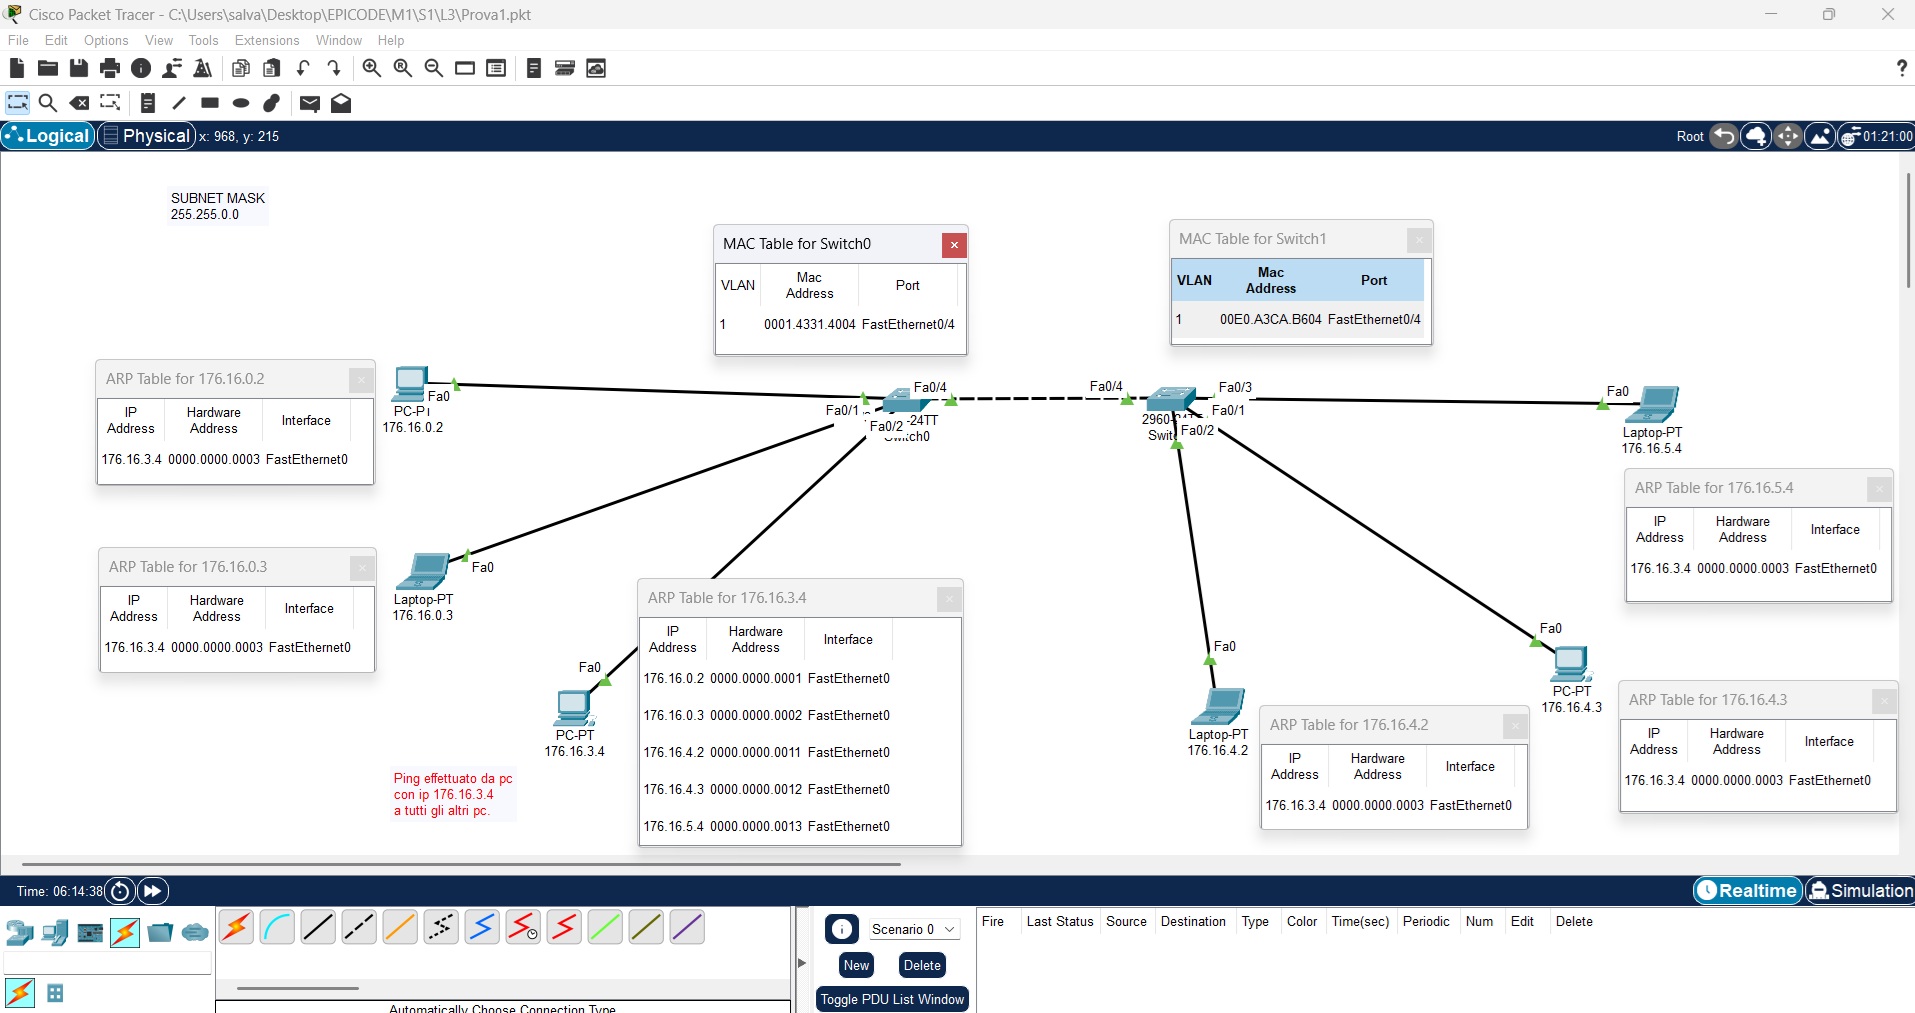 Cisco Packet Tracer - C:\Users\salva\Desktop\EPICODE\M1\S1\L3\Prova1.pkt
File Edit Options View Tools Extensions Window Help
Logical Physical x: 968, y: 215 Root 01:21:00
SUBNET MASK
255.255.0.0
MAC Table for Switch0
VLAN Mac Address Port
1 0001.4331.4004 FastEthernet0/4
MAC Table for Switch1
VLAN Mac Address Port
1 00E0.A3CA.B604 FastEthernet0/4
ARP Table for 176.16.0.2
IP Address Hardware Address Interface
176.16.3.4 0000.0000.0003 FastEthernet0
Fa0
176.16.0.2
Fa0/4
Fa0/1
Fa0/2
-24TT
Fa0/4
Fa0/3
Fa0/1
Fa0/2
Fa0
Laptop-PT
176.16.5.4
ARP Table for 176.16.5.4
IP Address Hardware Address Interface
176.16.3.4 0000.0000.0003 FastEthernet0
ARP Table for 176.16.0.3
IP Address Hardware Address Interface
176.16.3.4 0000.0000.0003 FastEthernet0
Fa0
Laptop-PT
176.16.0.3
ARP Table for 176.16.3.4
IP Address Hardware Address Interface
176.16.0.2 0000.0000.0001 FastEthernet0
176.16.0.3 0000.0000.0002 FastEthernet0
176.16.4.2 0000.0000.0011 FastEthernet0
176.16.4.3 0000.0000.0012 FastEthernet0
176.16.5.4 0000.0000.0013 FastEthernet0
Fa0
PC-PT
176.16.3.4
Ping effettuato da pc
con ip 176.16.3.4
a tutti gli altri pc.
Fa0
Laptop-PT
176.16.4.2
ARP Table for 176.16.4.2
IP Address Hardware Address Interface
176.16.3.4 0000.0000.0003 FastEthernet0
Fa0
PC-PT
176.16.4.3
ARP Table for 176.16.4.3
IP Address Hardware Address Interface
176.16.3.4 0000.0000.0003 FastEthernet0
Time: 06:14:38 Realtime Simulation
Scenario 0
New Delete
Toggle PDU List Window
Fire Last Status Source Destination Type Color Time(sec) Periodic Num Edit Delete
Automatically Choose Connection Type